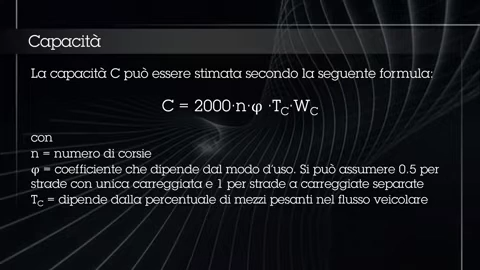 Capacità
La capacità C può essere stimata secondo la seguente formula:
C = 2000·n·φ ·T_C·W_C
con
n = numero di corsie
φ = coefficiente che dipende dal modo d'uso. Si può assumere 0.5 per
strade con unica carreggiata e 1 per strade a carreggiate separate
T_C = dipende dalla percentuale di mezzi pesanti nel flusso veicolare